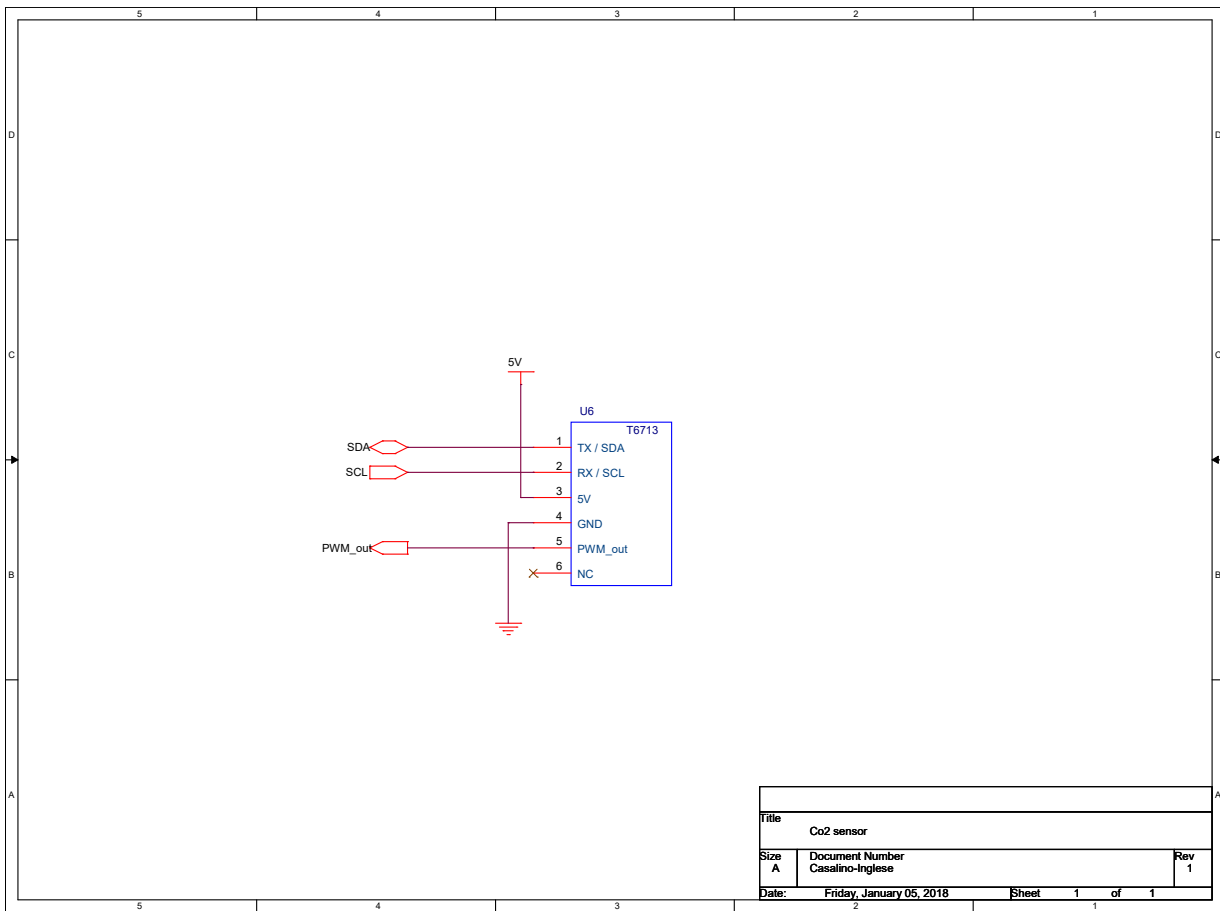 5 4 3 2 1
D D
C C
5V
U6
T6713
SDA 1 TX / SDA
SCL 2 RX / SCL
3 5V
4 GND
PWM_out 5 PWM_out
6 NC
B B
A A
Title
Co2 sensor
Size Document Number Rev
A Casalino-Inglese 1
Date: Friday, January 05, 2018 Sheet 1 of 1
5 4 3 2 1